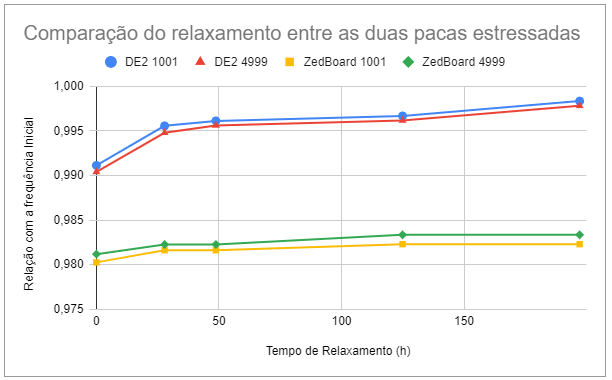 Comparação do relaxamento entre as duas pacas estressadas
DE2 1001 DE2 4999 ZedBoard 1001 ZedBoard 4999
Relação com a frequência Inicial
1,000
0,995
0,990
0,985
0,980
0,975
0 50 100 150
Tempo de Relaxamento (h)